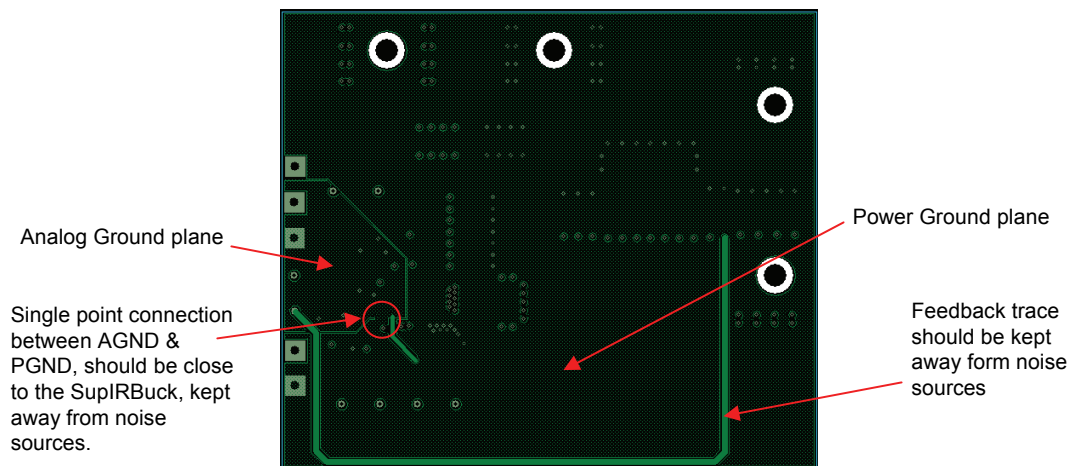 Analog Ground plane
Single point connection
between AGND &
PGND, should be close
to the SupIRBuck, kept
away from noise
sources.
Power Ground plane
Feedback trace
should be kept
away form noise
sources